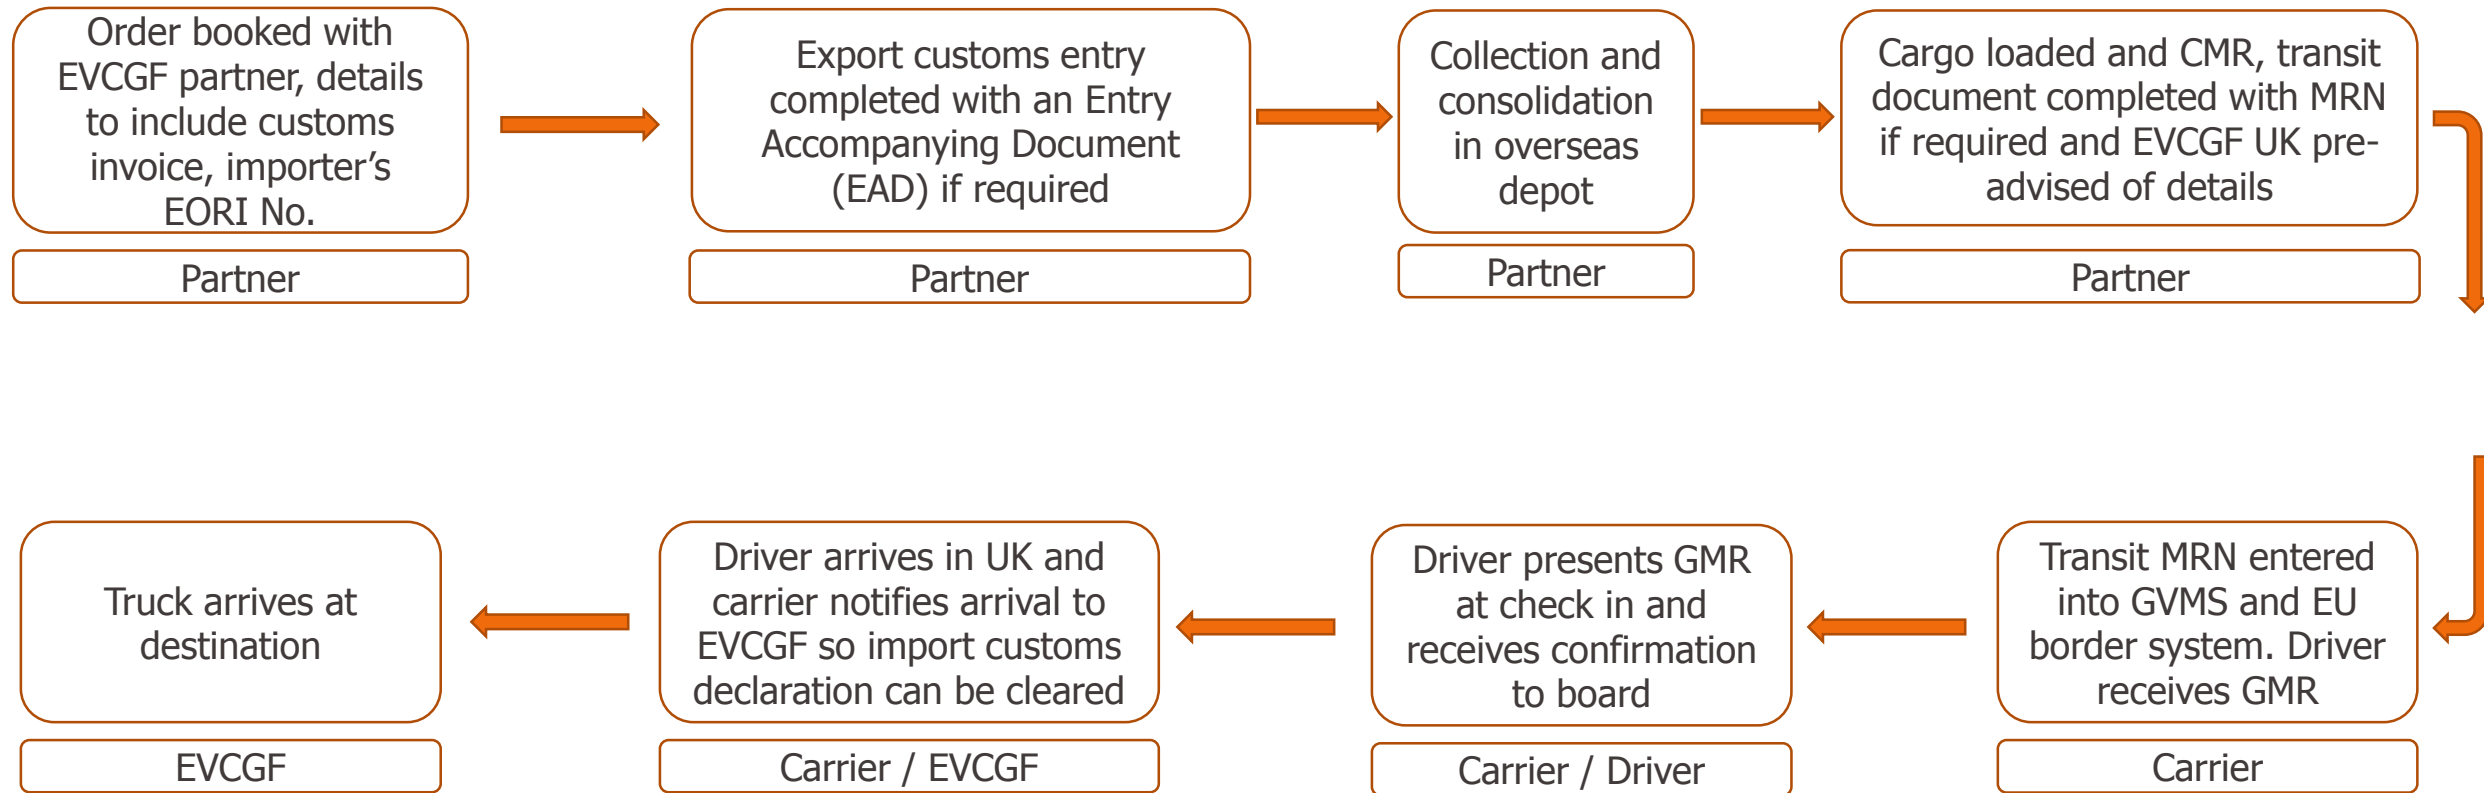 Order booked with
EVCGF partner, details
to include customs
invoice, importer’s
EORI No.
Partner
Export customs entry
completed with an Entry
Accompanying Document
(EAD) if required
Partner
Collection and
consolidation
in overseas
depot
Partner
Cargo loaded and CMR, transit
document completed with MRN
if required and EVCGF UK pre-
advised of details
Partner
Transit MRN entered
into GVMS and EU
border system. Driver
receives GMR
Carrier
Driver presents GMR
at check in and
receives confirmation
to board
Carrier / Driver
Driver arrives in UK and
carrier notifies arrival to
EVCGF so import customs
declaration can be cleared
Carrier / EVCGF
Truck arrives at
destination
EVCGF